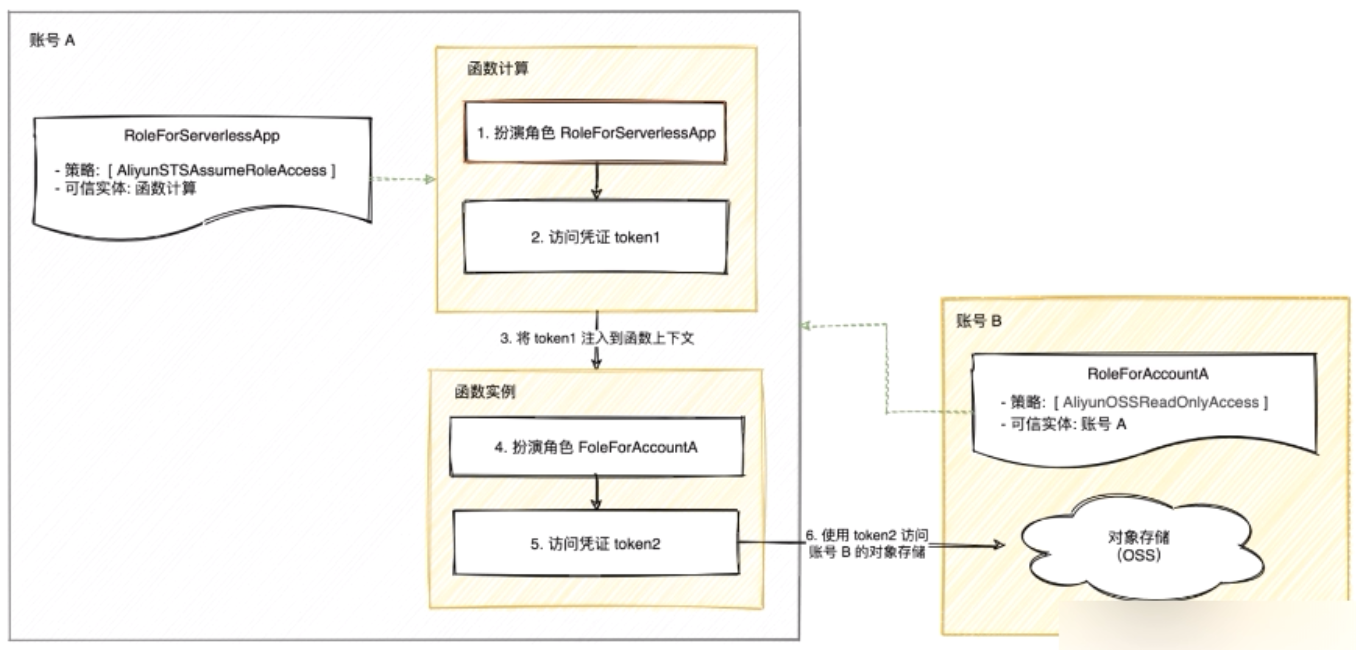 账号 A
函数计算
RoleForServerlessApp
- 策略: [ AliyunSTSAssumeRoleAccess ]
- 可信实体: 函数计算
1. 扮演角色 RoleForServerlessApp
2. 访问凭证 token1
3. 将 token1 注入到函数上下文
函数实例
4. 扮演角色 FoleForAccountA
5. 访问凭证 token2
6. 使用 token2 访问
账号 B 的对象存储
账号 B
RoleForAccountA
- 策略: [ AliyunOSSReadOnlyAccess ]
- 可信实体: 账号 A
对象存储
（OSS）